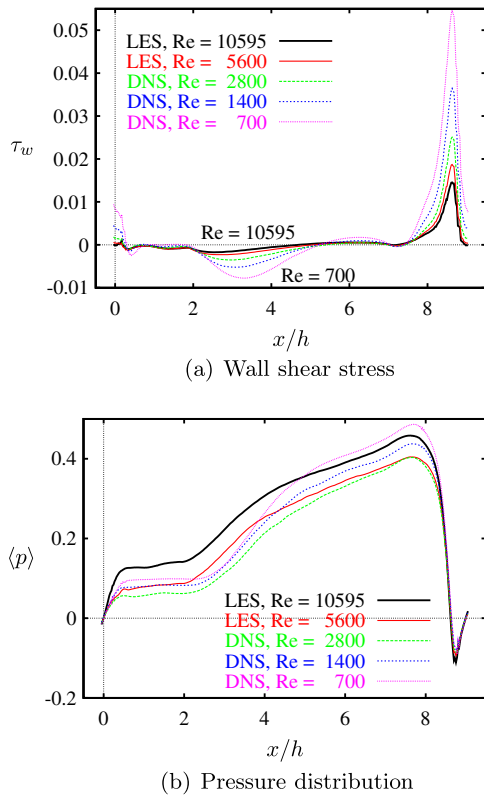 0.05
LES, Re = 10595
LES, Re = 5600
0.04
DNS, Re = 2800
DNS, Re = 1400
0.03
DNS, Re = 700
τw
0.02
0.01
Re = 10595
0
Re = 700
-0.01
0 2 4 6 8
x/h
(a) Wall shear stress
0.4
0.2
⟨p⟩
LES, Re = 10595
0
LES, Re = 5600
DNS, Re = 2800
DNS, Re = 1400
DNS, Re = 700
-0.2
0 2 4 6 8
x/h
(b) Pressure distribution